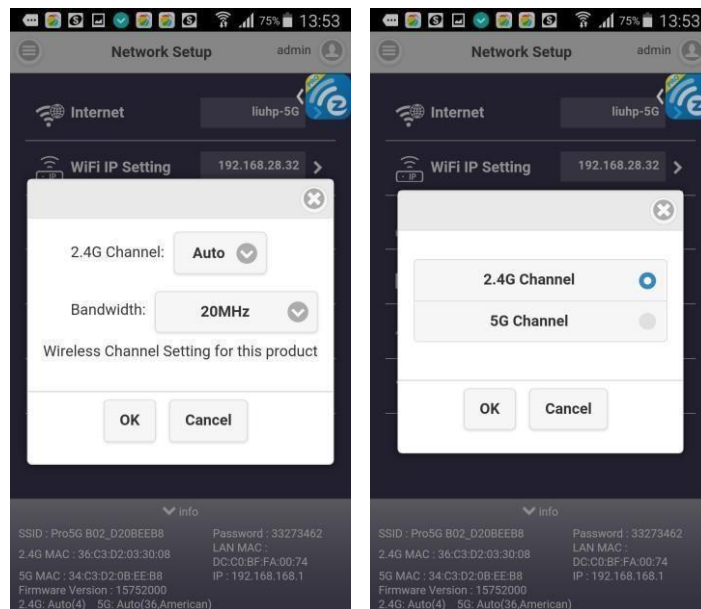 75% 13:53
Network Setup admin
Internet liuhp-5G
WiFi IP Setting 192.168.28.32
2.4G Channel: Auto
Bandwidth: 20MHz
Wireless Channel Setting for this product
OK Cancel
info
SSID : Pro5G B02_D20BEEB8 Password : 33273462
2.4G MAC : 36:C3:D2:03:30:08 LAN MAC :
DC:C0:BF:FA:00:74
5G MAC : 34:C3:D2:0B:EE:B8 IP : 192.168.168.1
Firmware Version : 15752000
2.4G: Auto(4) 5G: Auto(36,American)
75% 13:53
Network Setup admin
Internet liuhp-5G
WiFi IP Setting 192.168.28.32
2.4G Channel
5G Channel
OK Cancel
info
SSID : Pro5G B02_D20BEEB8 Password : 33273462
2.4G MAC : 36:C3:D2:03:30:08 LAN MAC :
DC:C0:BF:FA:00:74
5G MAC : 34:C3:D2:0B:EE:B8 IP : 192.168.168.1
Firmware Version : 15752000
2.4G: Auto(4) 5G: Auto(36,American)